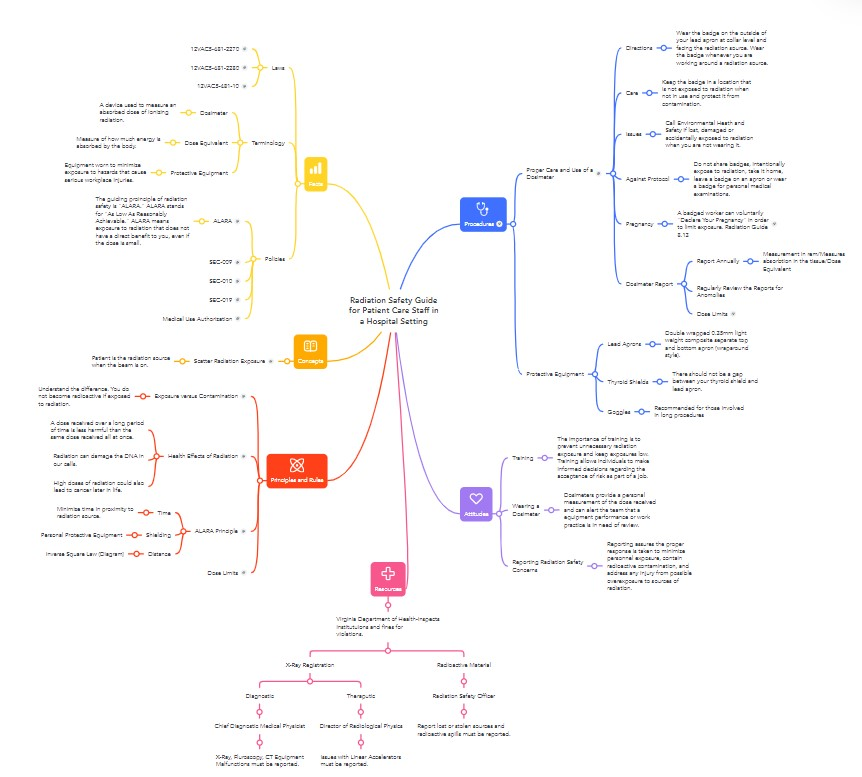 Radiation Safety Guide
for Patient Care Staff in
a Hospital Setting
Facts
Laws
12VAC5-481-2270
12VAC5-481-2280
12VAC5-481-10
Terminology
Dosimeter
A device used to measure an
absorbed dose of ionizing
radiation.
Dose Equivalent
Measure of how much energy is
absorbed by the body.
Protective Equipment
Equipment worn to minimize
exposure to hazards that cause
serious workplace injuries.
Policies
ALARA
The guiding principle of radiation
safety is "ALARA." ALARA stands
for "As Low As Reasonably
Achievable." ALARA means
exposure to radiation that does not
have a direct benefit to you, even if
the dose is small.
SEC-009
SEC-010
SEC-019
Medical Use Authorization
Concepts
Scatter Radiation Exposure
Patient is the radiation source
when the beam is on.
Principles and Rules
Exposure versus Contamination
Understand the difference. You do
not become radioactive if exposed
to radiation.
Health Effects of Radiation
A dose received over a long period
of time is less harmful than the
same dose received all at once.
Radiation can damage the DNA in
our cells.
High doses of radiation could also
lead to cancer later in life.
ALARA Principle
Time
Minimize time in proximity to
radiation source.
Shielding
Personal Protective Equipment
Distance
Inverse Square Law (Diagram)
Dose Limits
Procedures
Proper Care and Use of a
Dosimeter
Directions
Wear the badge on the outside of
your lead apron at collar level and
facing the radiation source. Wear
the badge whenever you are
working around a radiation source.
Care
Keep the badge in a location that
is not exposed to radiation when
not in use and protect it from
contamination.
Issues
Call Environmental Heath and
Safety if lost, damaged or
accidentally exposed to radiation
when you are not wearing it.
Against Protocol
Do not share badges, intentionally
expose to radiation, take it home,
leave a badge on an apron or wear
a badge for personal medical
examinations.
Pregnancy
A badged worker can voluntarily
"Declare Your Pregnancy" in order
to limit exposure. Radiation Guide
8.13
Dosimeter Report
Report Annually
Measurement in rem/Measures
absorbtion in the tissue/Dose
Equivalent
Regularly Review the Reports for
Anomolies
Dose Limits
Protective Equipment
Lead Aprons
Double wrapped 0.25mm light
weight composite separate top
and bottom apron (wraparound
style).
Thyroid Shields
There should not be a gap
between your thyroid shield and
lead apron.
Goggles
Recommended for those involved
in long procedures
Attitudes
Training
The importance of training is to
prevent unnecessary radiation
exposure and keep exposures low.
Training allows individuals to make
informed decisions regarding the
acceptance of risk as part of a job.
Wearing a
Dosimeter
Dosimeters provide a personal
measurement of the dose received
and can alert the team that a
equipment performance or work
practice is in need of review.
Reporting Radiation Safety
Concerns
Reporting assures the proper
response is taken to minimize
personnel exposure, contain
radioactive contamination, and
address any injury from possible
overexposure to sources of
radiation.
Resources
Virginia Department of Health-Inspects
institutuions and fines for
violations.
X-Ray Registration
Radioactive Material
Diagnostic
Theraputic
Radiation Safety Officer
Chief Diagnostic Medical Physicist
Director of Radiological Physics
Report lost or stolen sources and
radioactive spills must be reported.
X-Ray, Fluroscopy, CT Equipment
Malfunctions must be reported.
Issues with Linear Accelerators
must be reported.